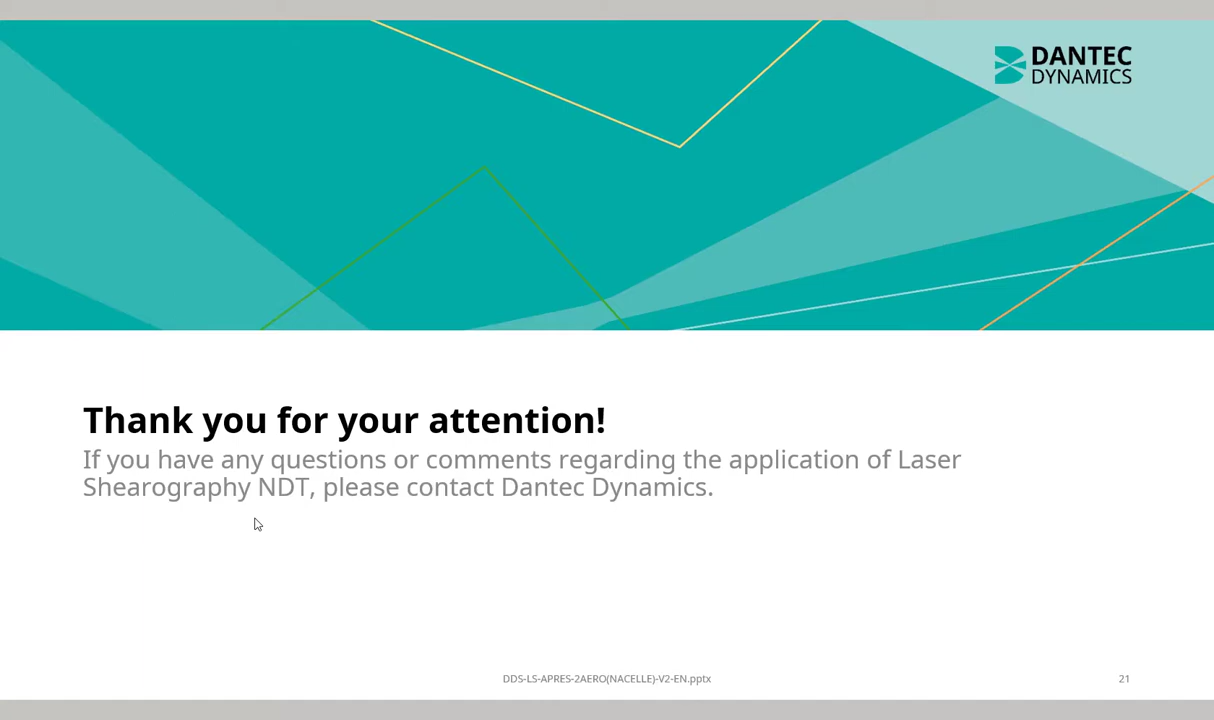 DANTEC
DYNAMICS
Thank you for your attention!
If you have any questions or comments regarding the application of Laser
Shearography NDT, please contact Dantec Dynamics.
DDS-LS-APRES-2AERO(NACELLE)-V2-EN.pptx
21